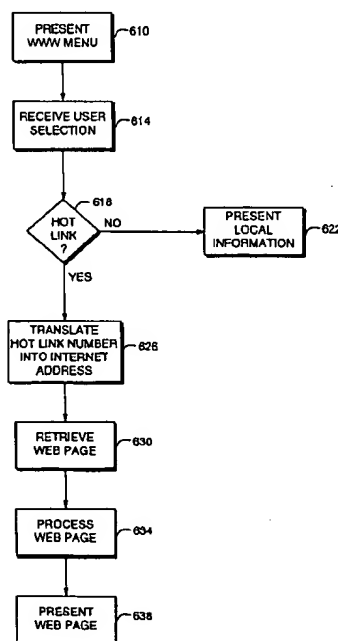 PRESENT
WWW MENU
610
RECEIVE USER
SELECTION
614
618
HOT
LINK
?
NO
PRESENT
LOCAL
INFORMATION
622
YES
TRANSLATE
HOT LINK NUMBER
INTO INTERNET
ADDRESS
626
RETRIEVE
WEB PAGE
630
PROCESS
WEB PAGE
634
PRESENT
WEB PAGE
638